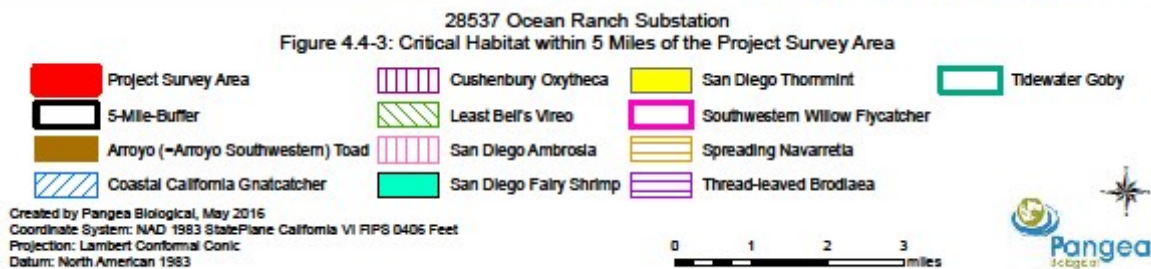 28537 Ocean Ranch Substation
Figure 4.4-3: Critical Habitat within 5 Miles of the Project Survey Area
Project Survey Area
Cushenbury Oxytheca
San Diego Thornmint
Tidewater Goby
5-Mile-Buffer
Least Bell's Vireo
Southwestern Willow Flycatcher
Arroyo (=Arroyo Southwestern) Toad
San Diego Ambrosia
Spreading Navarretia
Coastal California Gnatcatcher
San Diego Fairy Shrimp
Thread-leaved Brodiaea
Created by Pangea Biological, May 2016
Coordinate System: NAD 1983 StatePlane California VI FIPS 0406 Feet
Projection: Lambert Conformal Conic
Datum: North American 1983
0 1 2 3
miles
Pangea
Biological